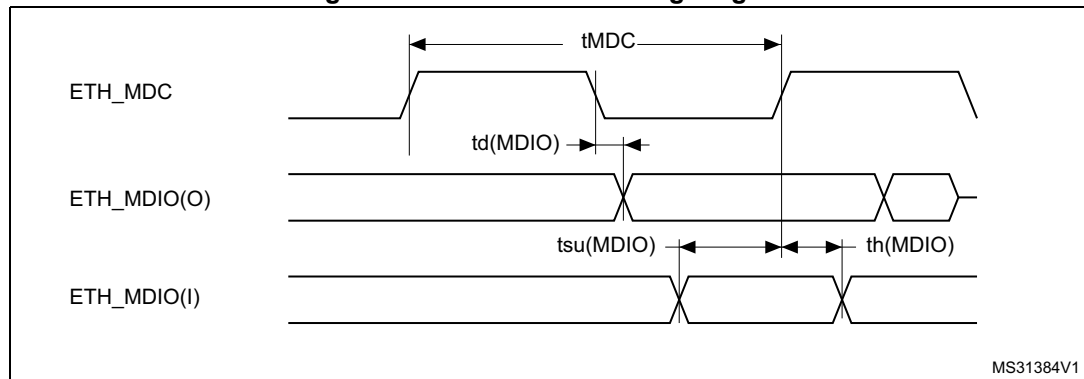 tMDC
ETH_MDC
td(MDIO)
ETH_MDIO(O)
tsu(MDIO) th(MDIO)
ETH_MDIO(I)
MS31384V1